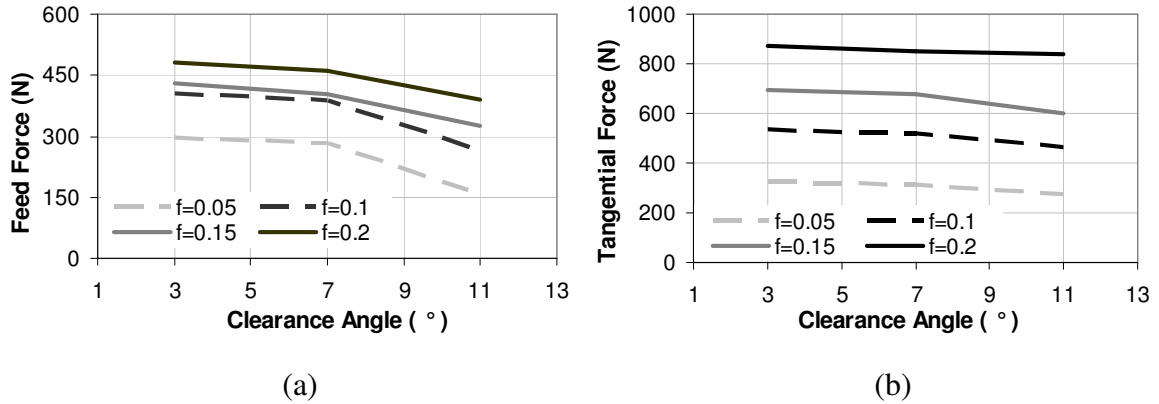 Feed Force (N)
600
450
300
150
0
f=0.05 f=0.1
f=0.15 f=0.2
1 3 5 7 9 11 13
Clearance Angle ( °)
(a)
Tangential Force (N)
1000
800
600
400
200
0
f=0.05 f=0.1
f=0.15 f=0.2
1 3 5 7 9 11 13
Clearance Angle ( °)
(b)